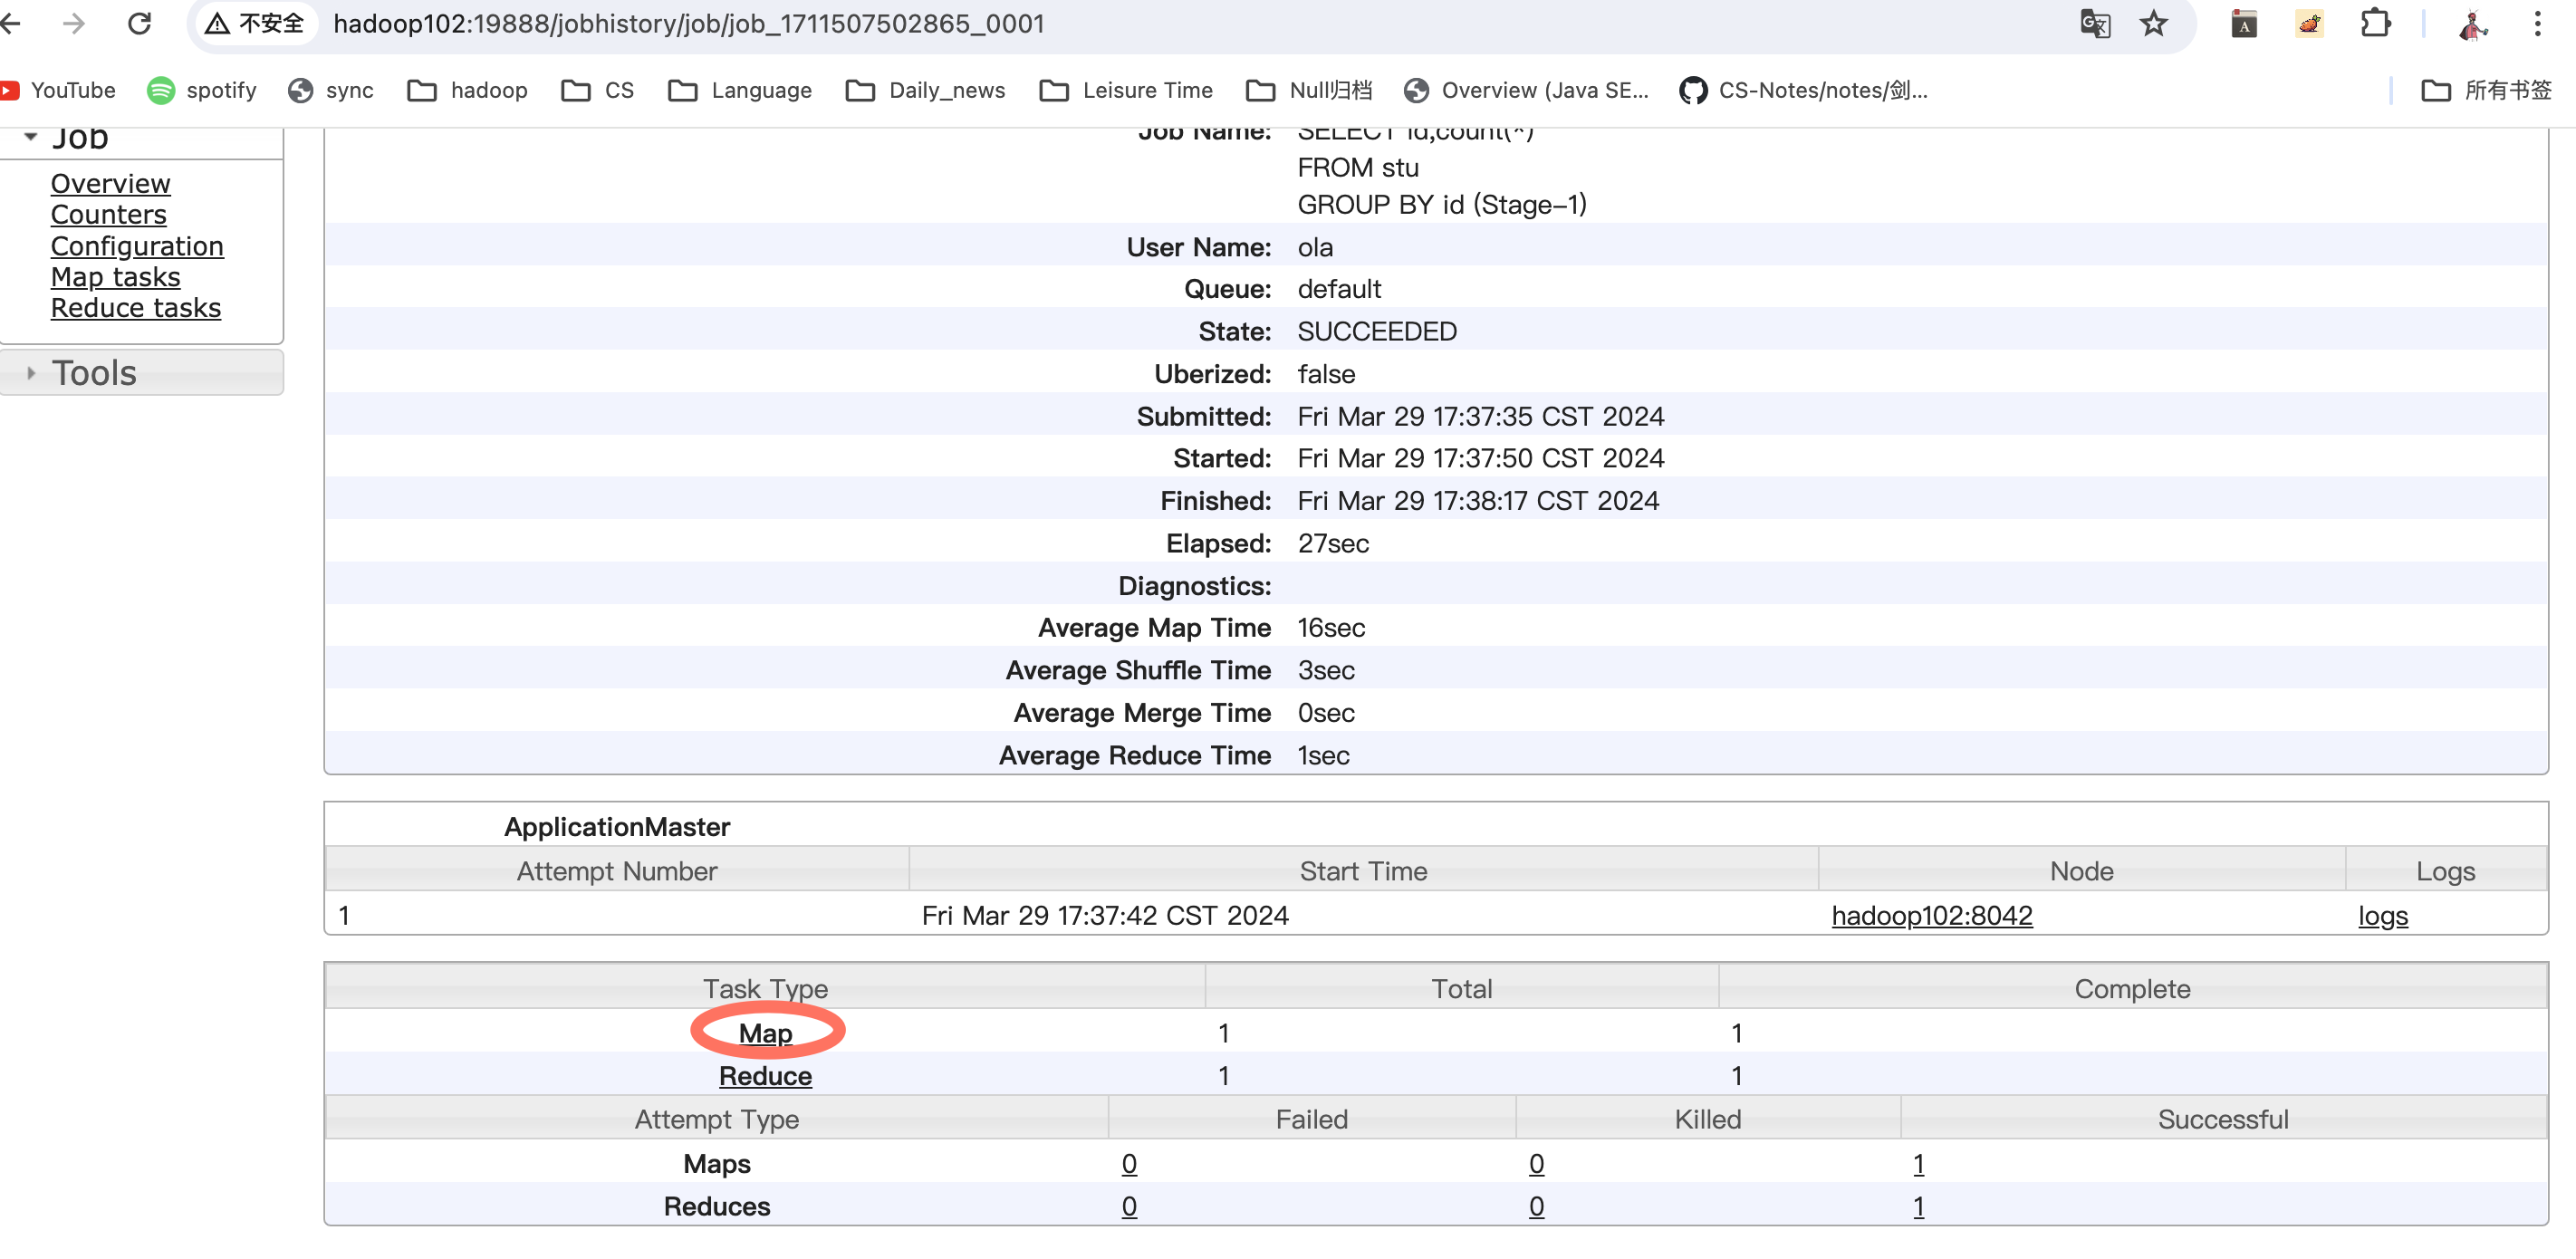 不安全 hadoop102:19888/jobhistory/job/job_1711507502865_0001
YouTube spotify sync hadoop CS Language Daily_news Leisure Time Null归档 Overview (Java SE... CS-Notes/notes/剑... 所有书签
Job
Overview
Counters
Configuration
Map tasks
Reduce tasks
Tools
Job Name: SELECT id,count(*)
FROM stu
GROUP BY id (Stage-1)
User Name: ola
Queue: default
State: SUCCEEDED
Uberized: false
Submitted: Fri Mar 29 17:37:35 CST 2024
Started: Fri Mar 29 17:37:50 CST 2024
Finished: Fri Mar 29 17:38:17 CST 2024
Elapsed: 27sec
Diagnostics:
Average Map Time 16sec
Average Shuffle Time 3sec
Average Merge Time 0sec
Average Reduce Time 1sec
ApplicationMaster
Attempt Number Start Time Node Logs
1 Fri Mar 29 17:37:42 CST 2024 hadoop102:8042 logs
Task Type Total Complete
Map 1 1
Reduce 1 1
Attempt Type Failed Killed Successful
Maps 0 0 1
Reduces 0 0 1